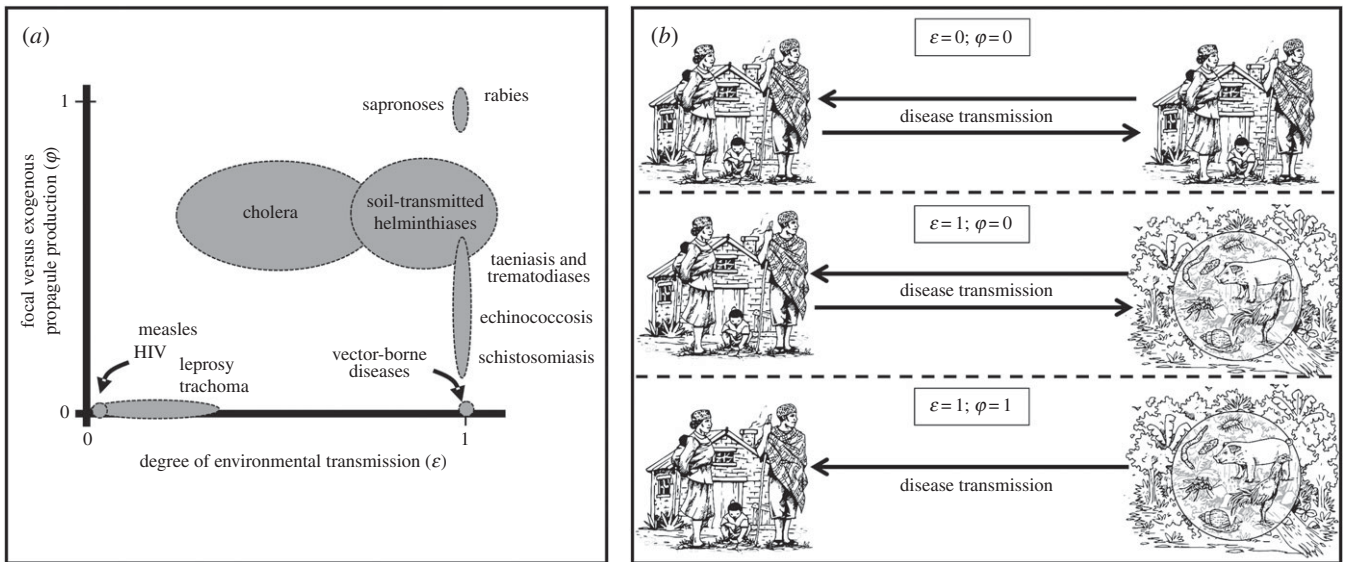 (a)
focal versus exogenous
propagule production (φ)
1
0
sapronoses
rabies
cholera
soil-transmitted
helminthiases
taeniasis and
trematodiases
echinococcosis
schistosomiasis
measles
HIV
leprosy
trachoma
vector-borne
diseases
0
1
degree of environmental transmission (ε)
(b)
ε=0; φ=0
disease transmission
ε=1; φ=0
disease transmission
ε=1; φ=1
disease transmission